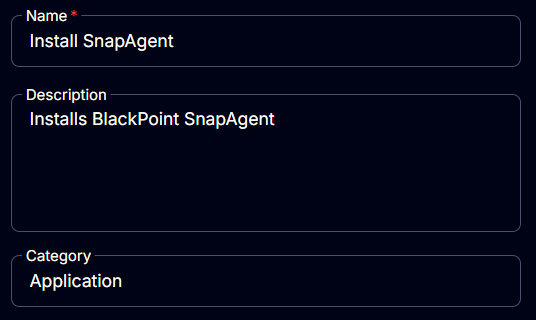 Name *
Install SnapAgent
Description
Installs BlackPoint SnapAgent
Category
Application